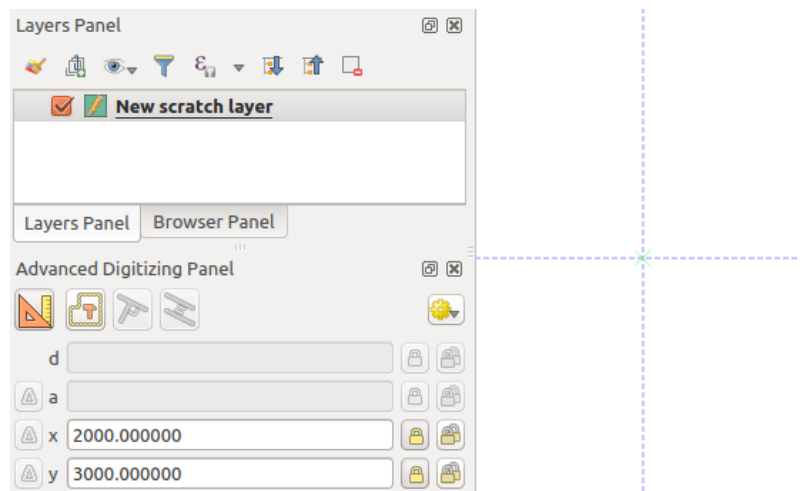 Layers Panel
New scratch layer
Layers Panel
Browser Panel
Advanced Digitizing Panel
d
a
x 2000.000000
y 3000.000000